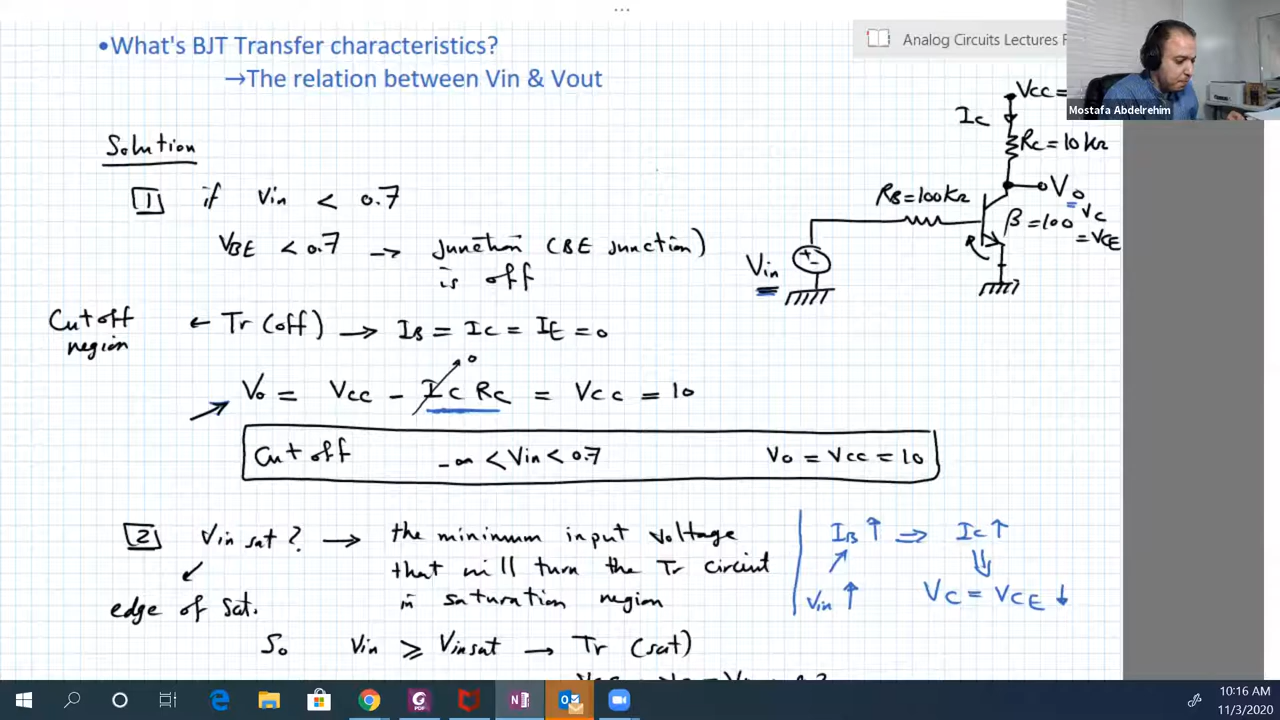 •What's BJT Transfer characteristics?
→The relation between Vin & Vout
Analog Circuits Lectures
Mostafa Abdelrehim
Solution
1 if Vin < 0.7
VBE < 0.7 → junction (BE junction)
is off
Cutoff
region
← Tr (off) → IB = IC = IE = 0
Vo = VCC - IC RC = VCC = 10
0
Cut off -∞ < Vin < 0.7 Vo = VCC = 10
2 Vin sat? → the minimum input voltage
that will turn the Tr circuit
in saturation region
edge of sat.
So Vin ⩾ Vinsat → Tr (sat)
IB ↑ ⇒ IC ↑
Vin ↑ VC = VCE ↓
VCC =
IC
RC = 10 kΩ
RB = 100 kΩ
Vo
β = 100
VC
= VCE
Vin
+ -
10:16 AM
11/3/2020